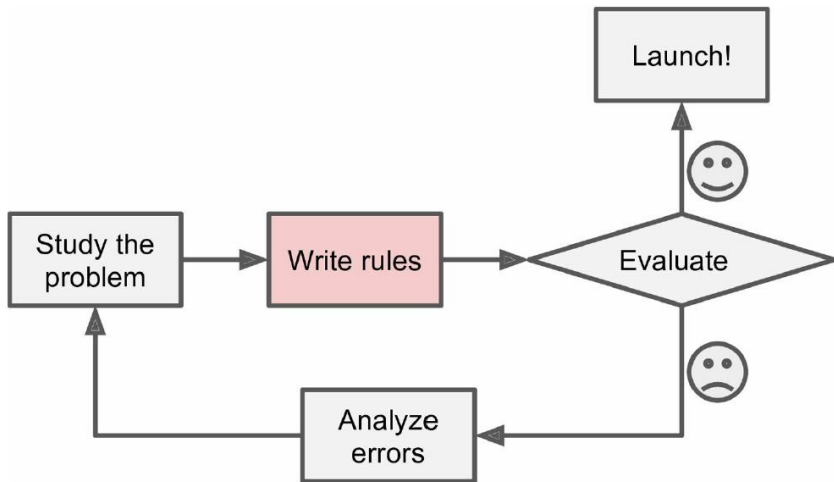 Launch!
Study the
problem
Write rules
Evaluate
Analyze
errors